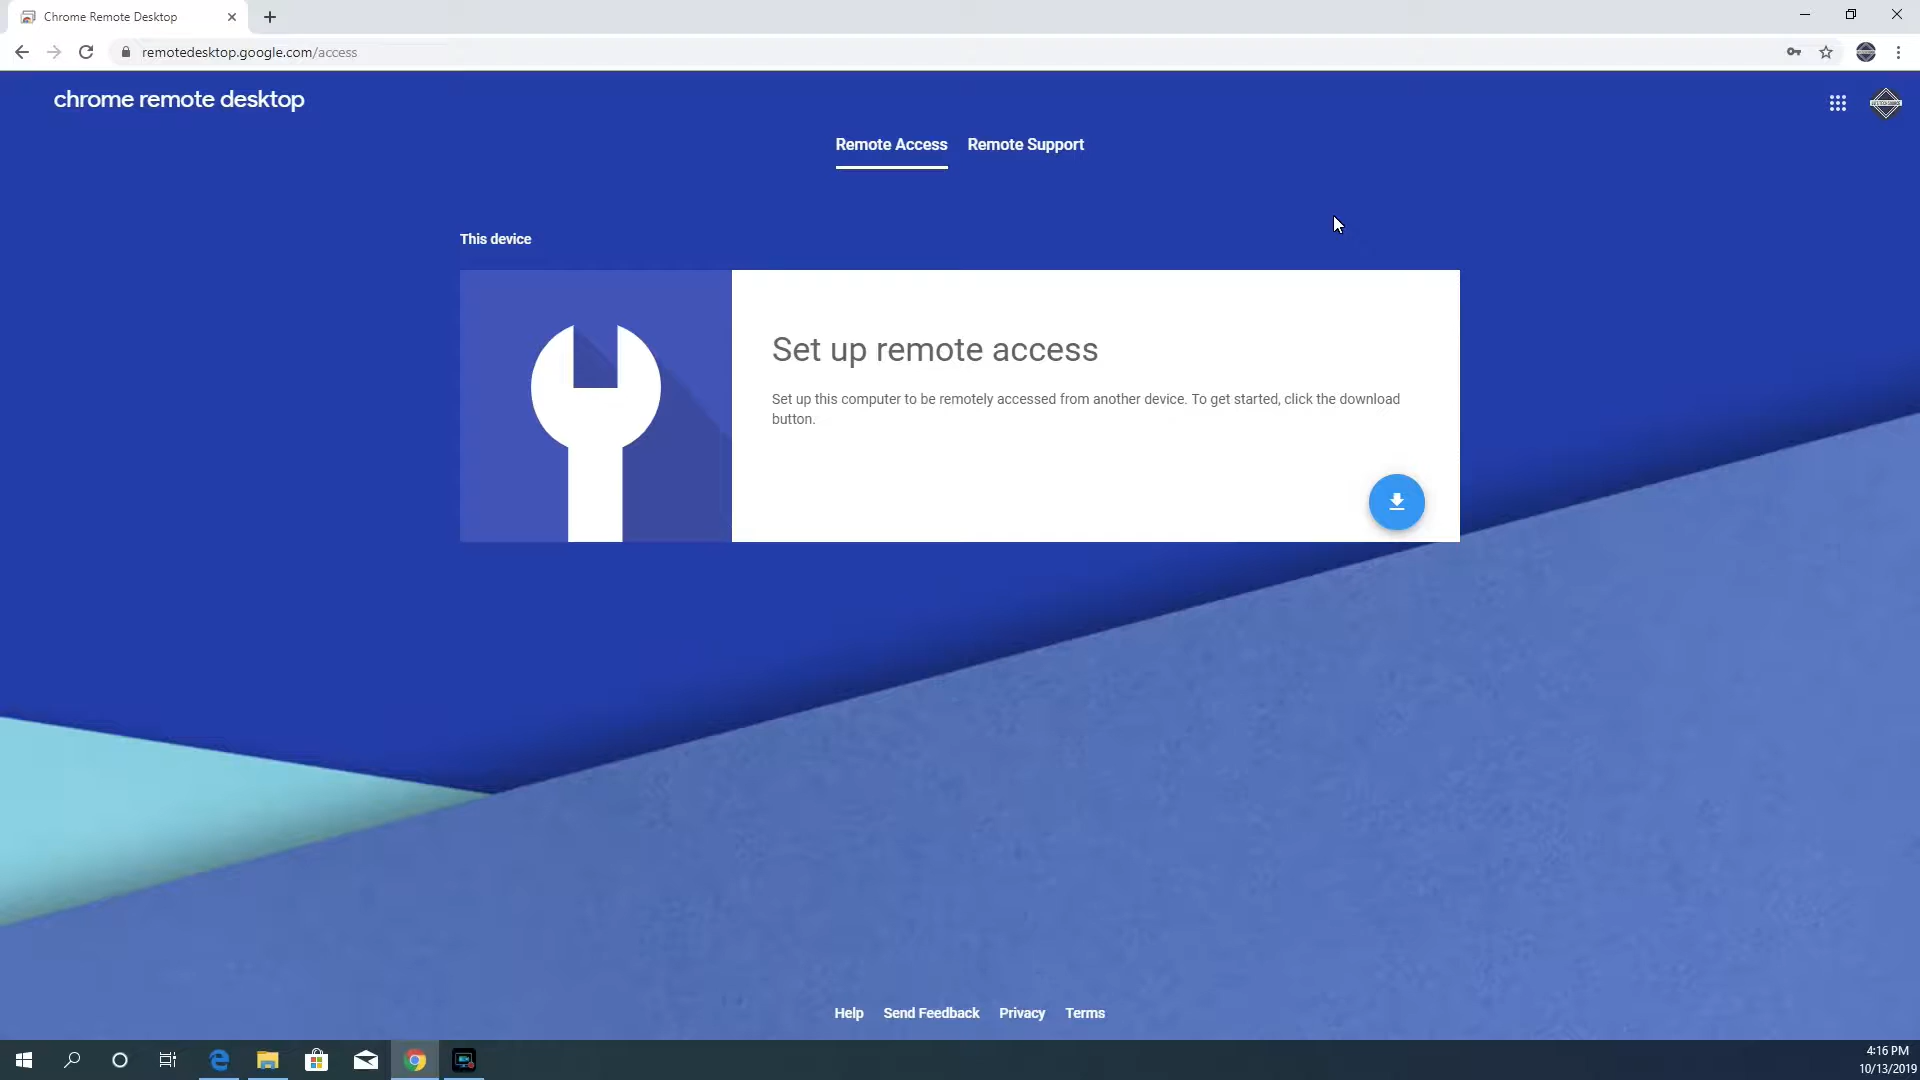 Chrome Remote Desktop
remotedesktop.google.com/access
chrome remote desktop
Remote Access
Remote Support
This device
Set up remote access
Set up this computer to be remotely accessed from another device. To get started, click the download
button.
Help
Send Feedback
Privacy
Terms
4:16 PM
10/13/2019